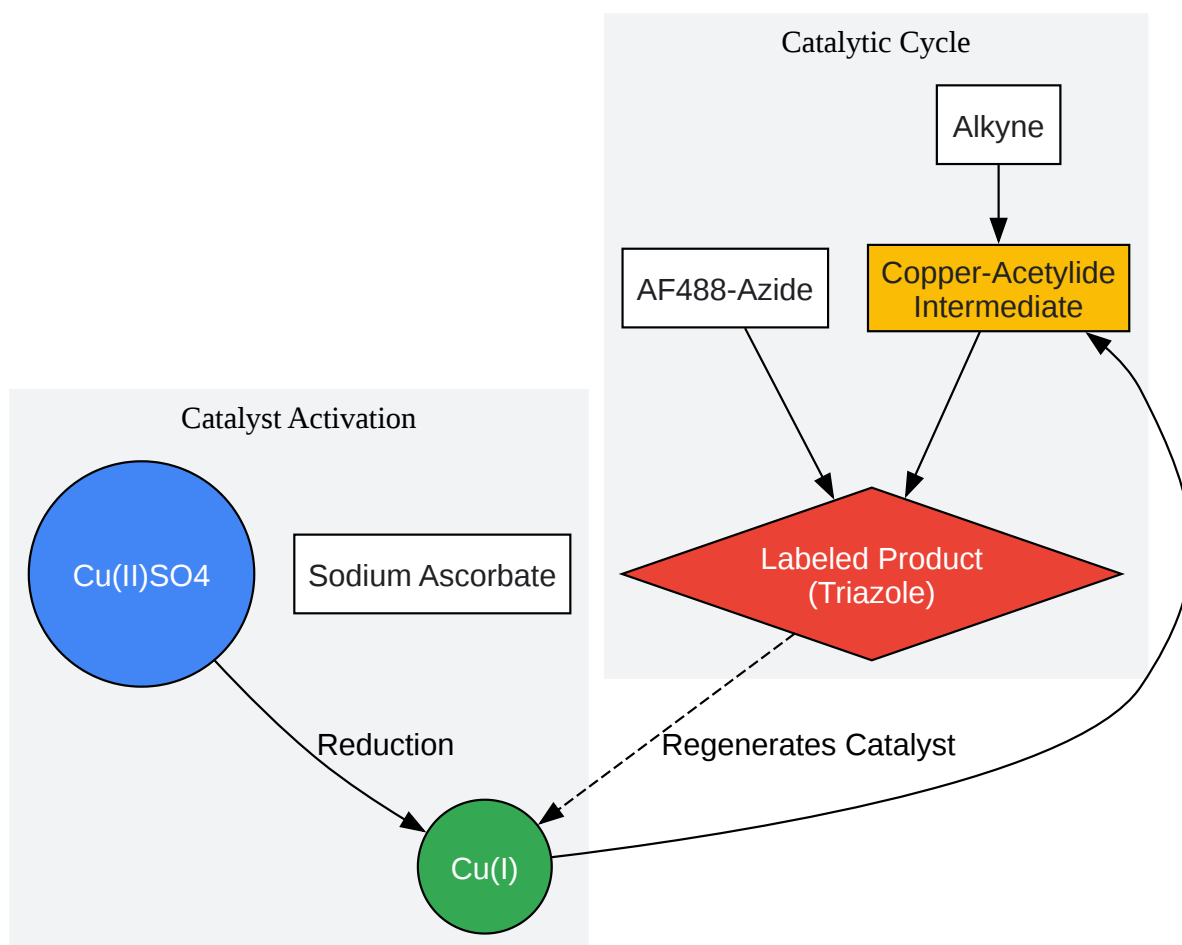 Catalytic Cycle
Alkyne
AF488-Azide
Copper-Acetylide
Intermediate
Catalyst Activation
Cu(II)SO4
Sodium Ascorbate
Labeled Product
(Triazole)
Reduction
Regenerates Catalyst
Cu(I)